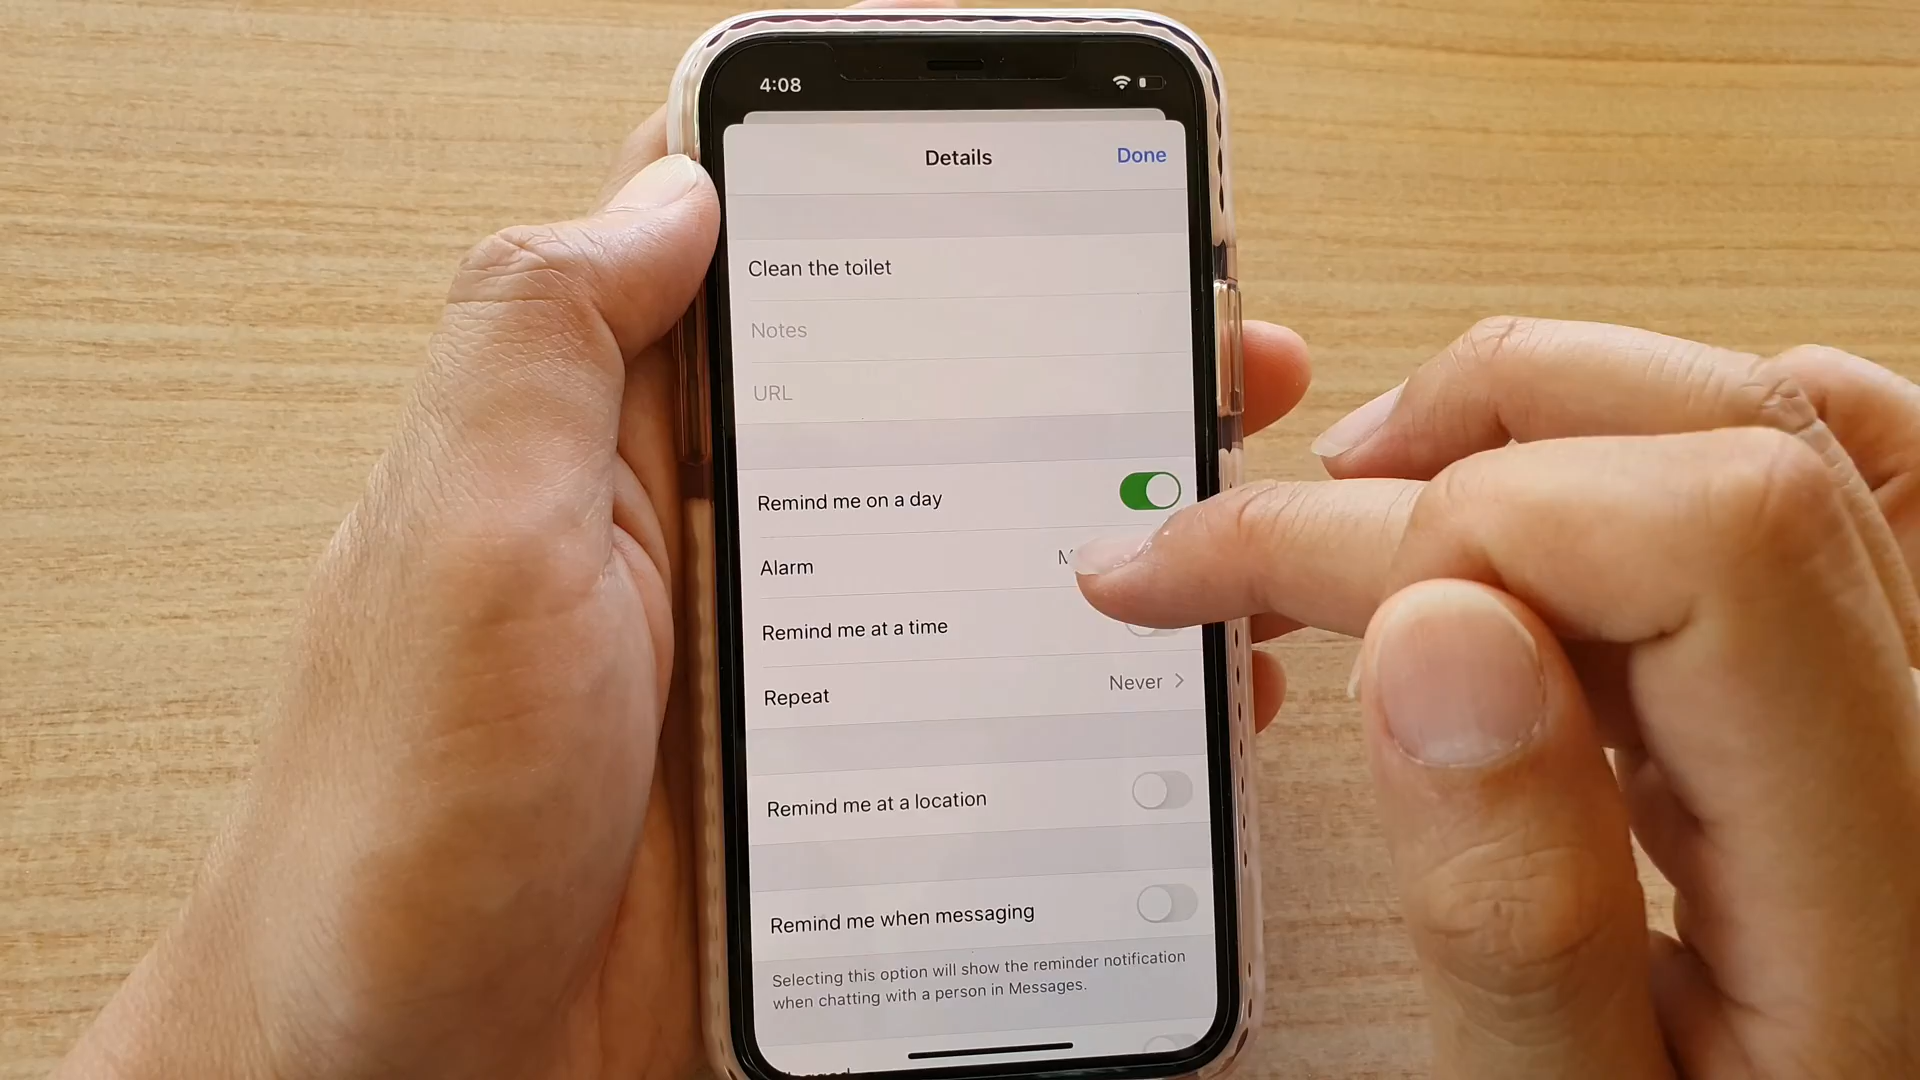 4:08
Details
Done
Clean the toilet
Notes
URL
Remind me on a day
Alarm
Remind me at a time
Repeat
Never
Remind me at a location
Remind me when messaging
Selecting this option will show the reminder notification
when chatting with a person in Messages.